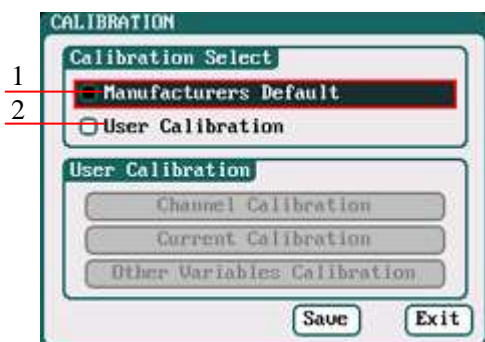 CALIBRATION
Calibration Select
1
Manufacturers Default
2
User Calibration
User Calibration
Channel Calibration
Current Calibration
Other Variables Calibration
Save Exit